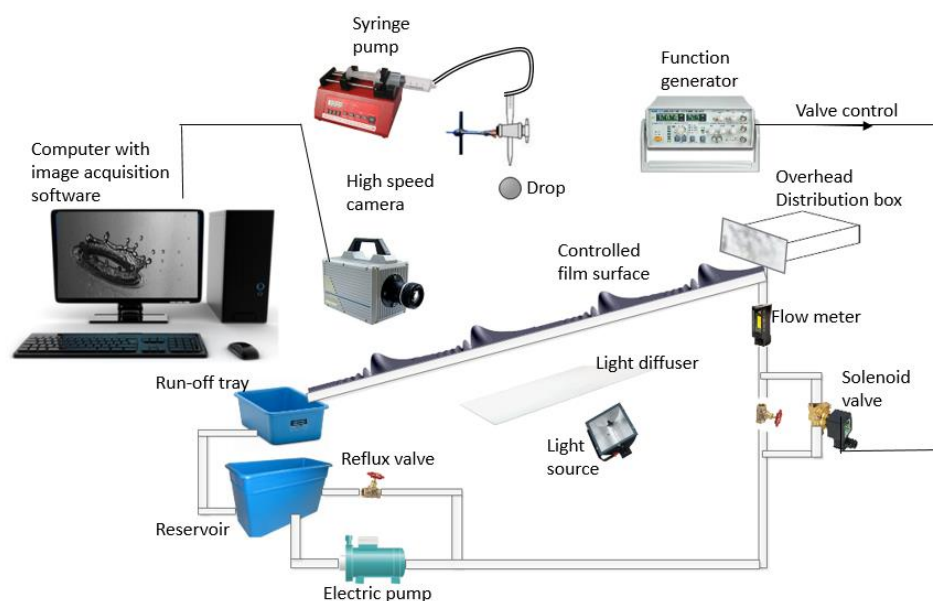 Syringe
pump
Function
generator
Valve control
Computer with
image acquisition
software
High speed
camera
Drop
Overhead
Distribution box
Controlled
film surface
Flow meter
Run-off tray
Light diffuser
Solenoid
valve
Light
source
Reflux valve
Reservoir
Electric pump